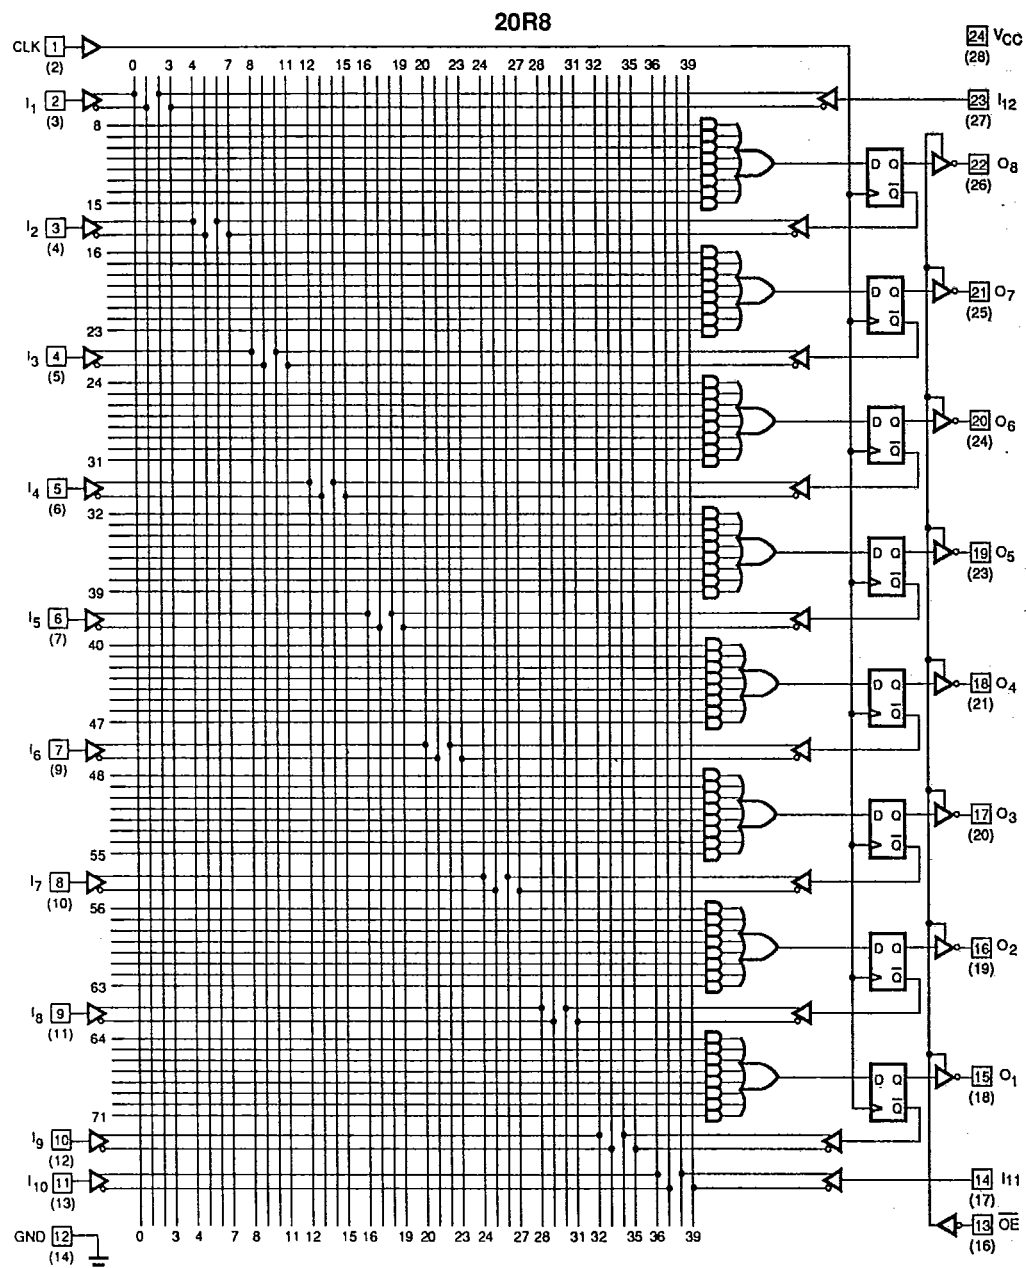 20R8
CLK 1 (2)
24 VCC (28)
0 3 4 7 8 11 12 15 16 19 20 23 24 27 28 31 32 35 36 39
I1 2 (3)
23 I12 (27)
8
D Q Q
22 O8 (26)
15
I2 3 (4)
16
D Q Q
21 O7 (25)
23
I3 4 (5)
24
D Q Q
20 O6 (24)
31
I4 5 (6)
32
D Q Q
19 O5 (23)
39
I5 6 (7)
40
D Q Q
18 O4 (21)
47
I6 7 (9)
48
D Q Q
17 O3 (20)
55
I7 8 (10)
56
D Q Q
16 O2 (19)
63
I8 9 (11)
64
D Q Q
15 O1 (18)
71
I9 10 (12)
I10 11 (13)
14 I11 (17)
13 OE (16)
GND 12 (14)
0 3 4 7 8 11 12 15 16 19 20 23 24 27 28 31 32 35 36 39